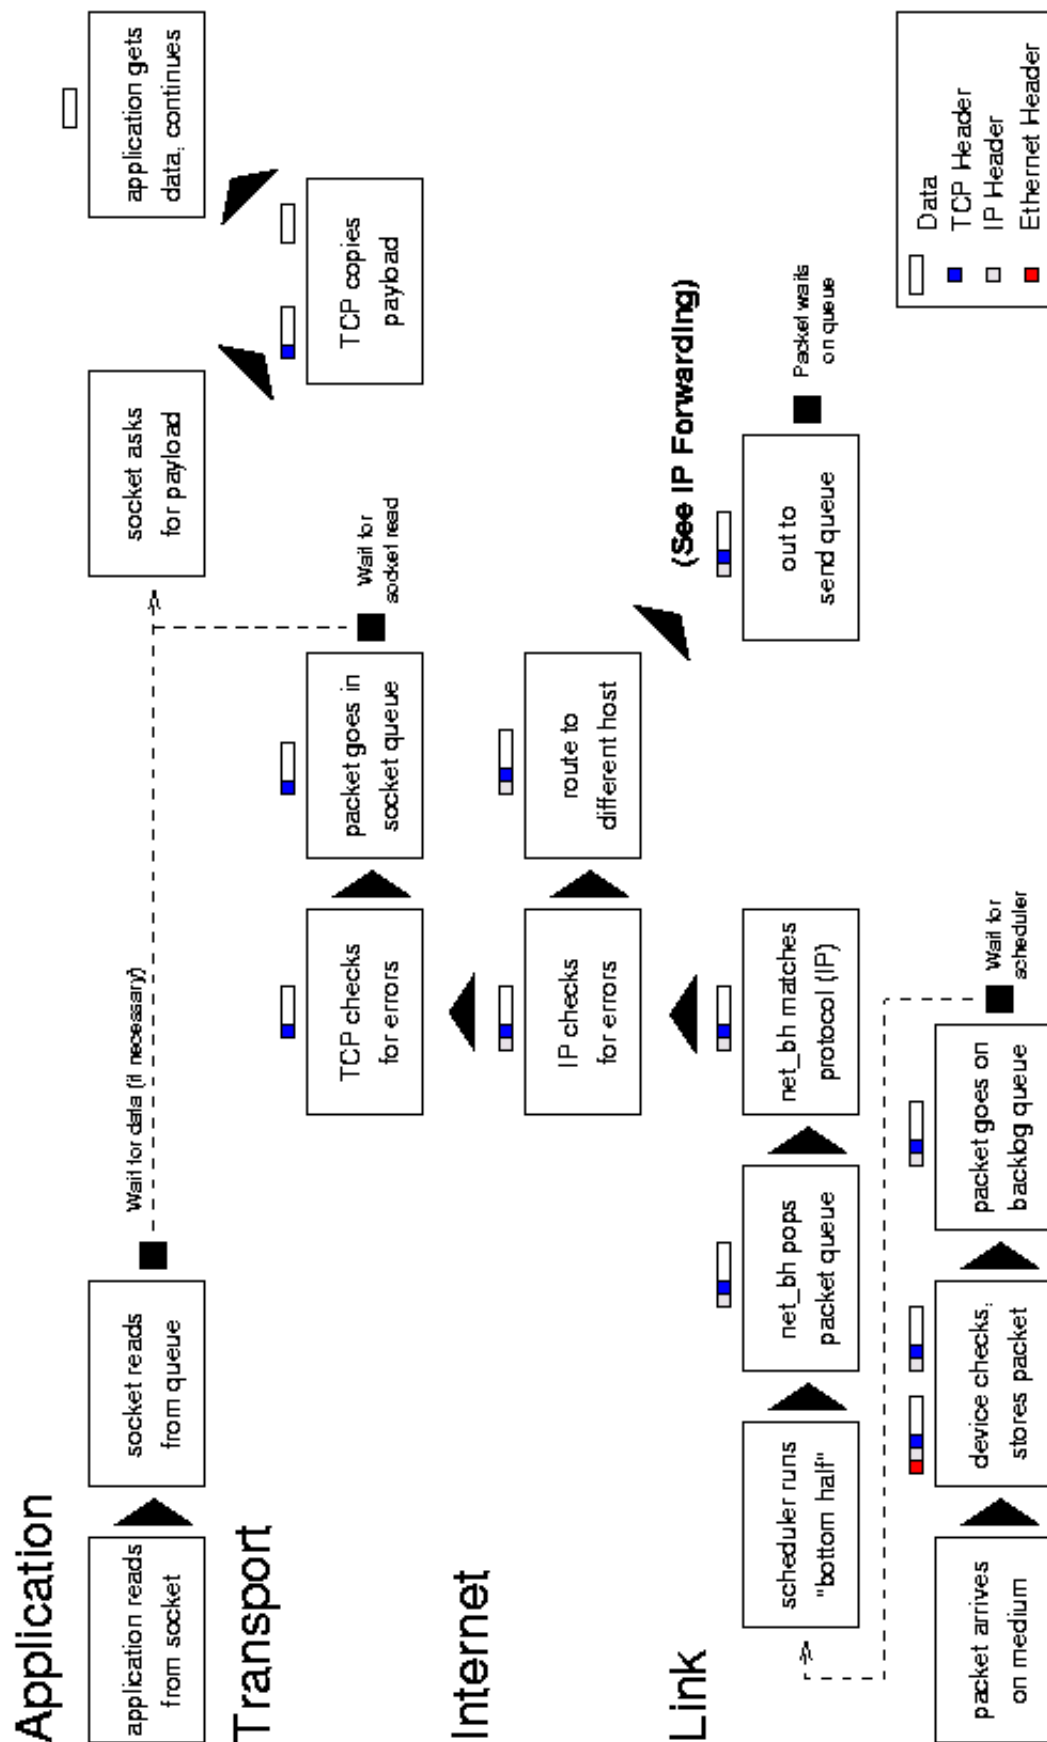 Application
application reads
from socket
socket reads
from queue
Wait for data (if necessary)
socket asks
for payload
application gets
data, continues
Transport
TCP checks
for errors
packet goes in
socket queue
Wait for
socket read
TCP copies
payload
Internet
IP checks
for errors
route to
different host
(See IP Forwarding)
Link
scheduler runs
"bottom half"
net_bh pops
packet queue
net_bh matches
protocol (IP)
out to
send queue
Packet waits
on queue
packet arrives
on medium
device checks,
stores packet
packet goes on
backlog queue
Wait for
scheduler
Data
TCP Header
IP Header
Ethernet Header